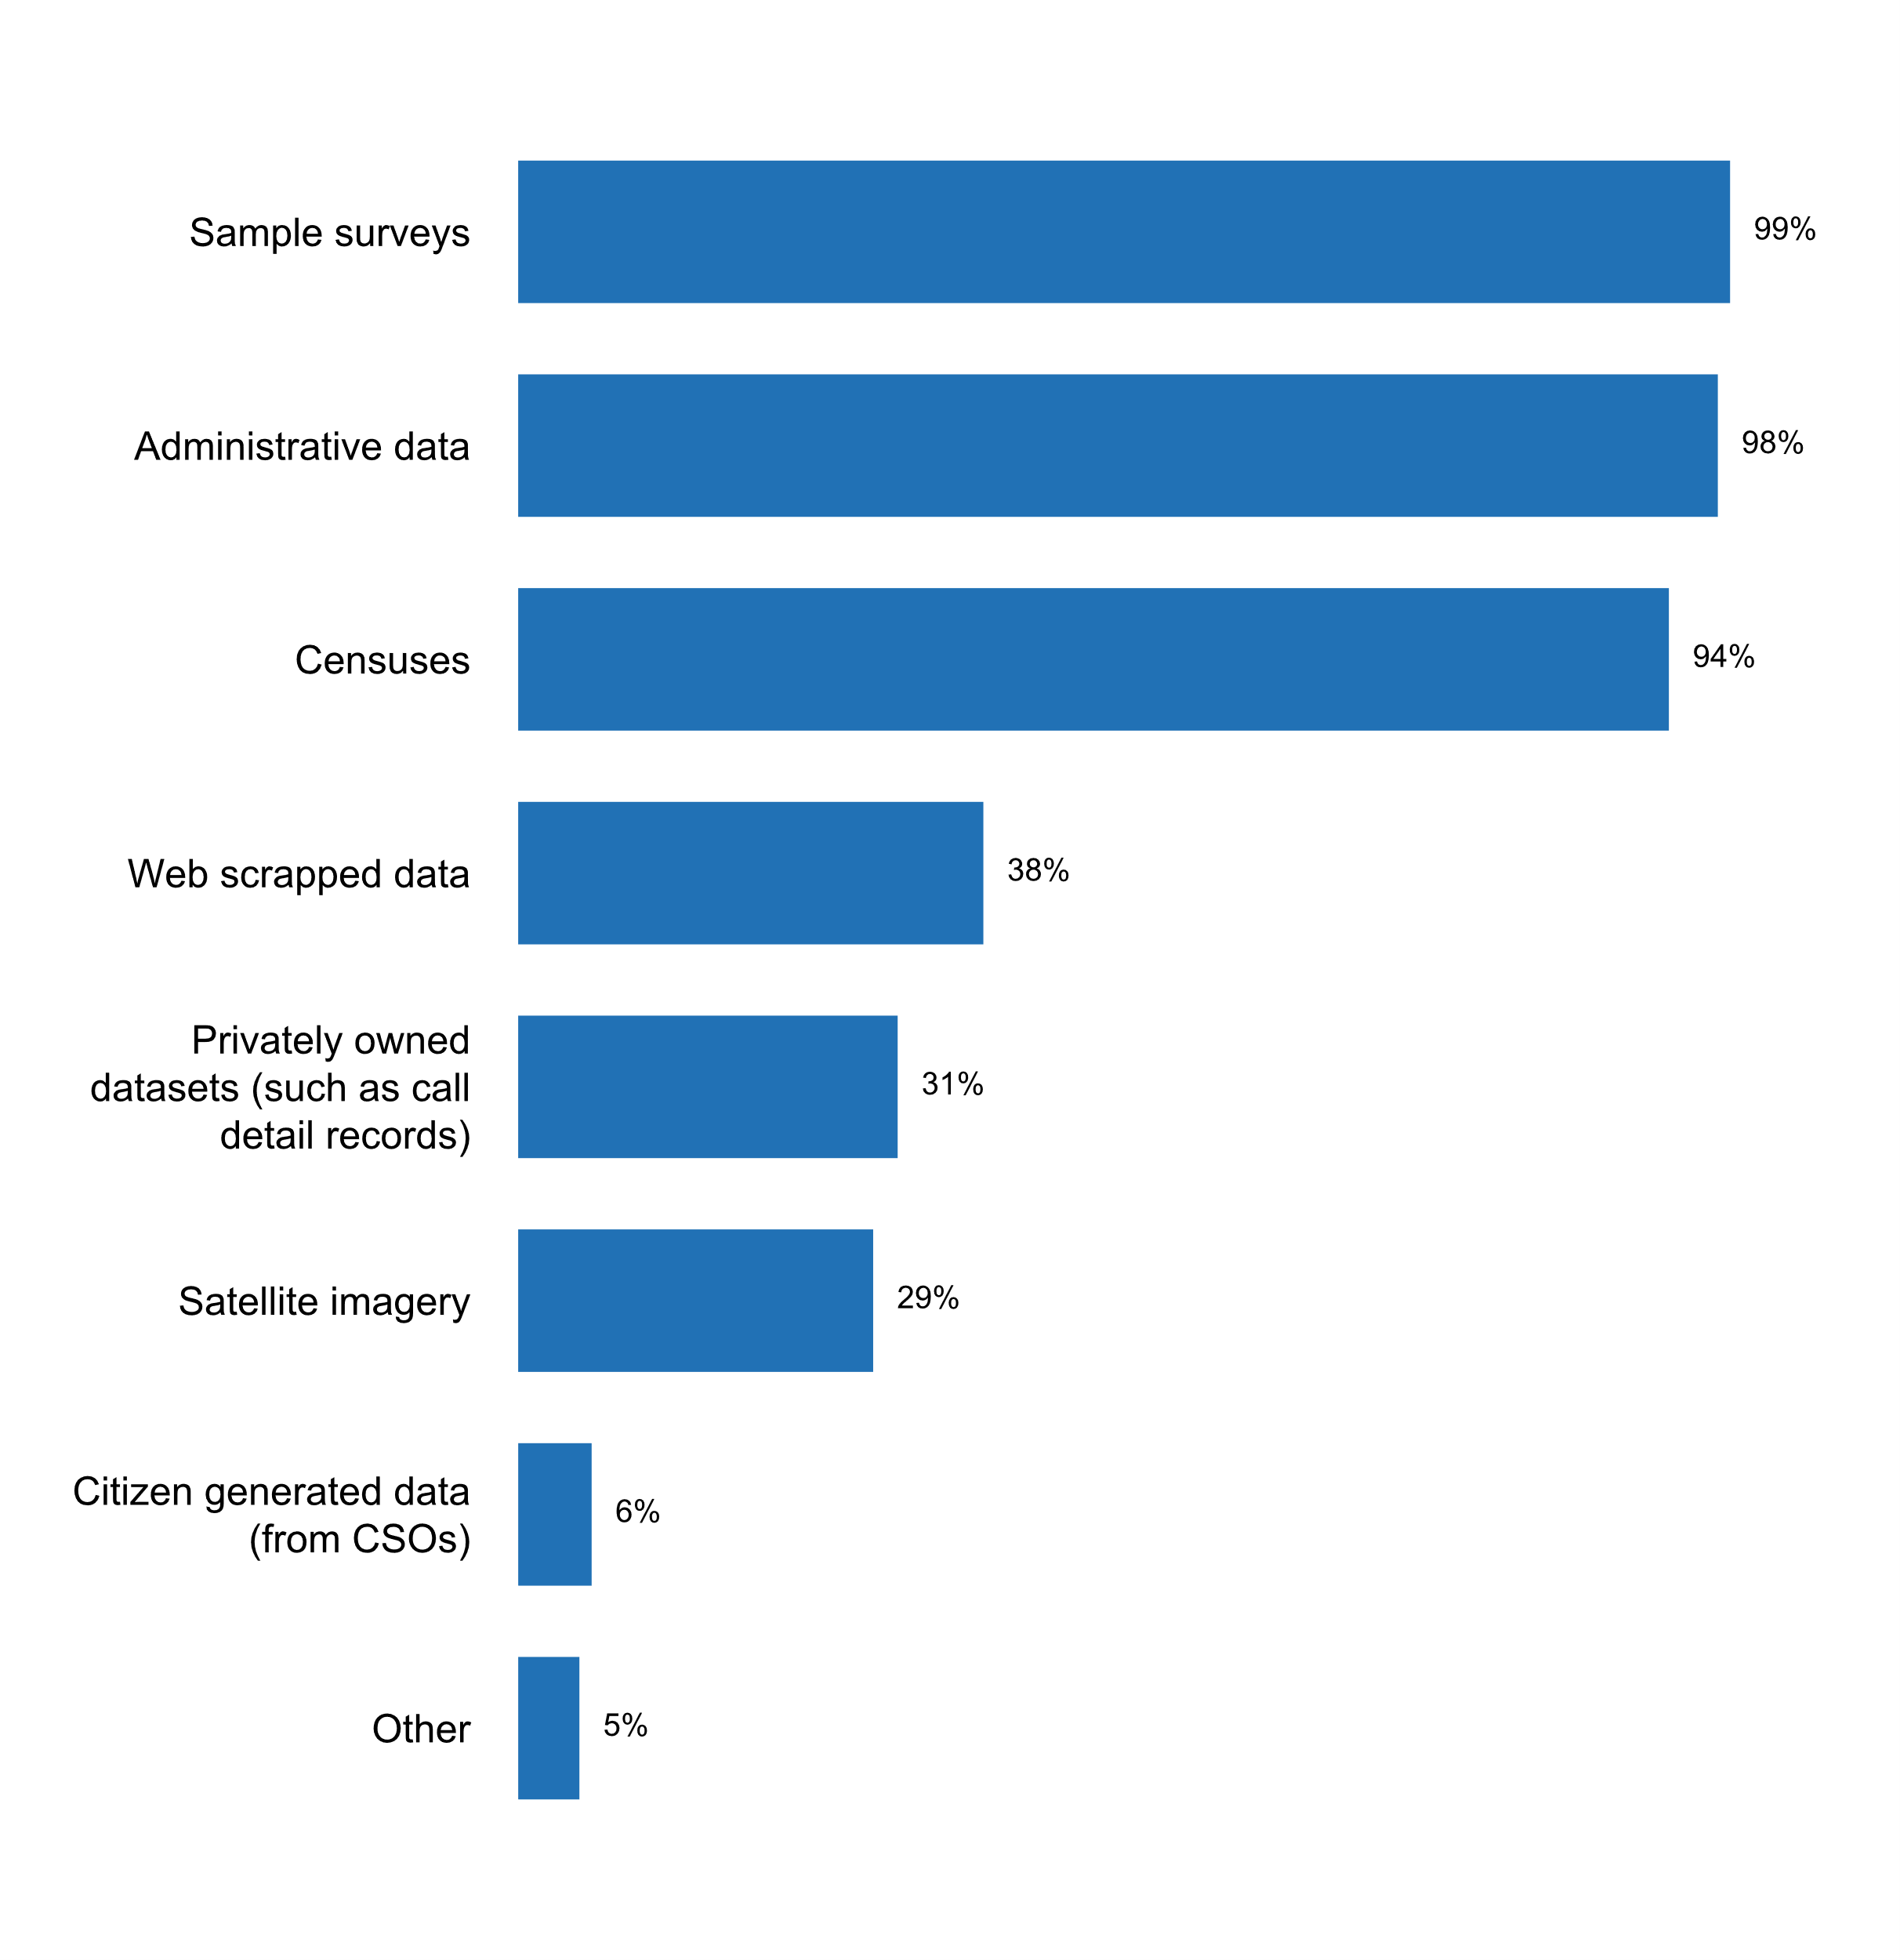 Sample surveys
99%
Administrative data
98%
Censuses
94%
Web scrapped data
38%
Privately owned
datasets (such as call
detail records)
31%
Satellite imagery
29%
Citizen generated data
(from CSOs)
6%
Other
5%